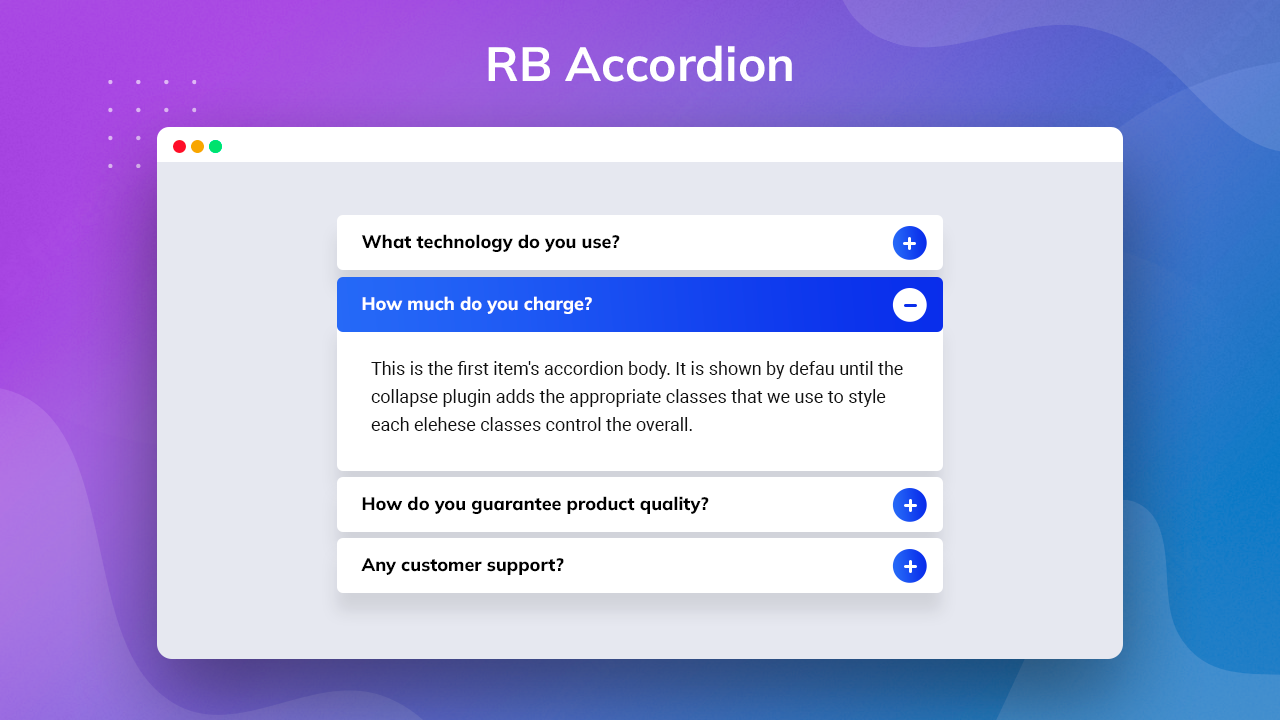 RB Accordion
What technology do you use?
How much do you charge?
This is the first item's accordion body. It is shown by defau until the
collapse plugin adds the appropriate classes that we use to style
each elehese classes control the overall.
How do you guarantee product quality?
Any customer support?